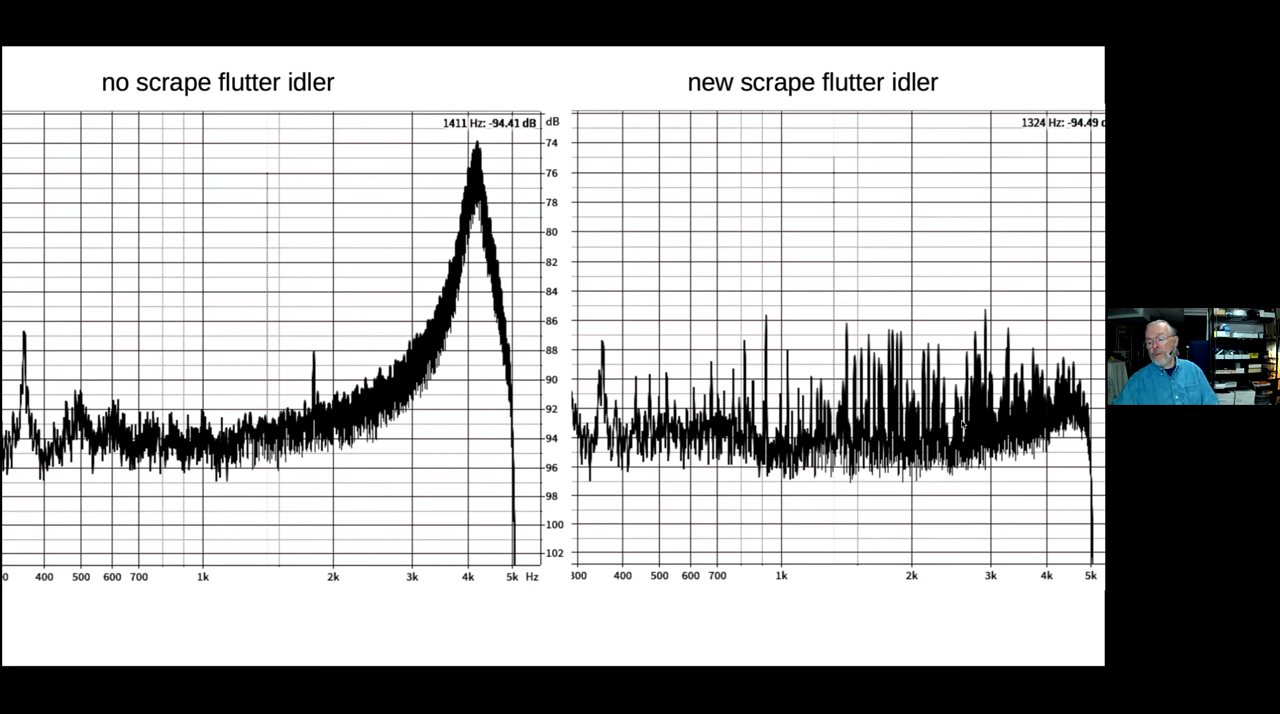 no scrape flutter idler
new scrape flutter idler
1411 Hz: -94.41 dB
dB
74
76
78
80
82
84
86
88
90
92
94
96
98
100
102
0 400 500 600 700 1k 2k 3k 4k 5k Hz
1324 Hz: -94.49 d
300 400 500 600 700 1k 2k 3k 4k 5k